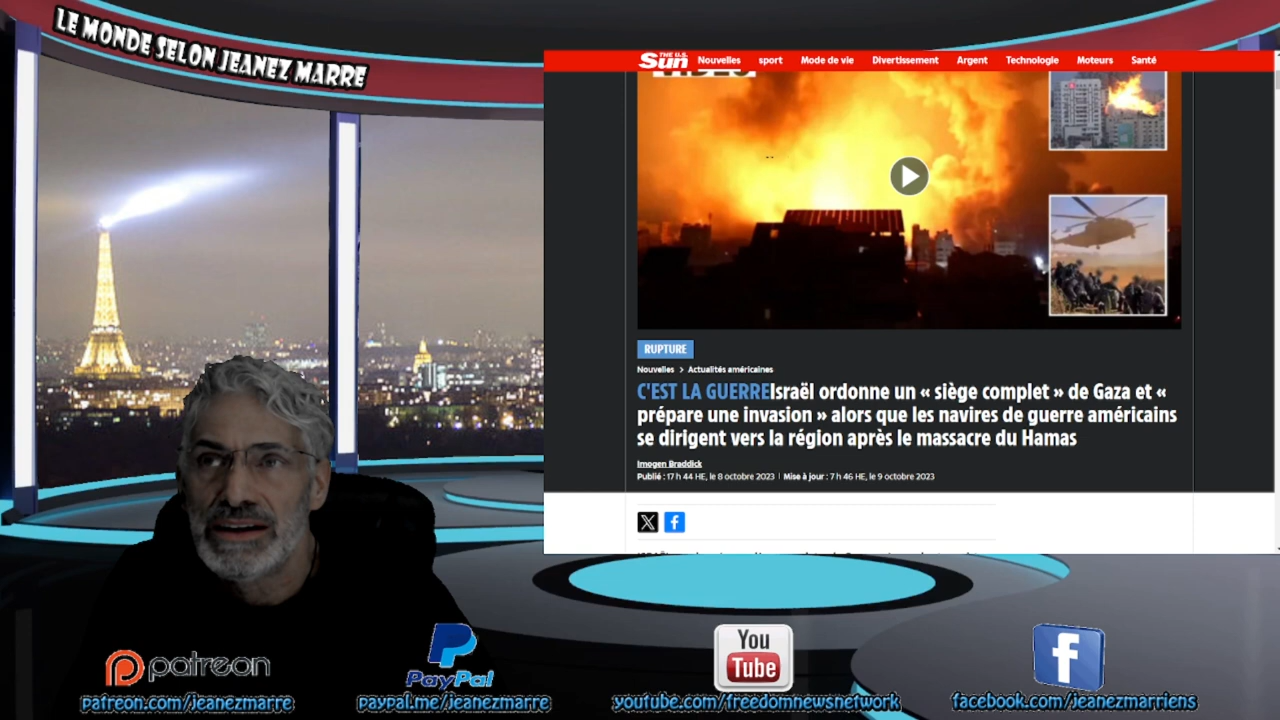 LE MONDE SELON JEANEZ MARRE
THE U.S. Sun Nouvelles sport Mode de vie Divertissement Argent Technologie Moteurs Santé
RUPTURE
Nouvelles > Actualités américaines
C'EST LA GUERREIsraël ordonne un « siège complet » de Gaza et «
prépare une invasion » alors que les navires de guerre américains
se dirigent vers la région après le massacre du Hamas
Imogen Braddick
Publié : 17 h 44 HE, le 8 octobre 2023 | Mise à jour : 7 h 46 HE, le 9 octobre 2023
patreon
patreon.com/jeanezmarre
PayPal
paypal.me/jeanezmarre
You
Tube
youtube.com/freedomnewsnetwork
facebook.com/jeanezmarriens